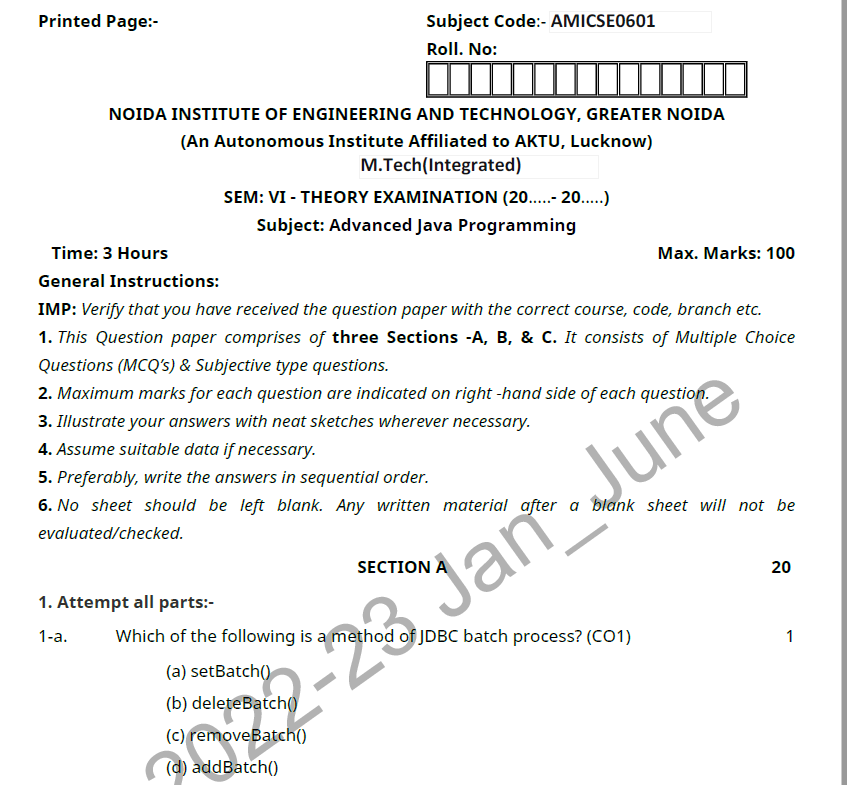 Printed Page:-
Subject Code:- AMICSE0601
Roll. No:
NOIDA INSTITUTE OF ENGINEERING AND TECHNOLOGY, GREATER NOIDA
(An Autonomous Institute Affiliated to AKTU, Lucknow)
M.Tech(Integrated)
SEM: VI - THEORY EXAMINATION (20.....- 20.....)
Subject: Advanced Java Programming
Time: 3 Hours
Max. Marks: 100
General Instructions:
IMP: Verify that you have received the question paper with the correct course, code, branch etc.
1. This Question paper comprises of three Sections -A, B, & C. It consists of Multiple Choice
Questions (MCQ’s) & Subjective type questions.
2. Maximum marks for each question are indicated on right -hand side of each question.
3. Illustrate your answers with neat sketches wherever necessary.
4. Assume suitable data if necessary.
5. Preferably, write the answers in sequential order.
6. No sheet should be left blank. Any written material after a blank sheet will not be
evaluated/checked.
SECTION A 20
1. Attempt all parts:-
1-a. Which of the following is a method of JDBC batch process? (CO1) 1
(a) setBatch()
(b) deleteBatch()
(c) removeBatch()
(d) addBatch()
2022-23 Jan_June